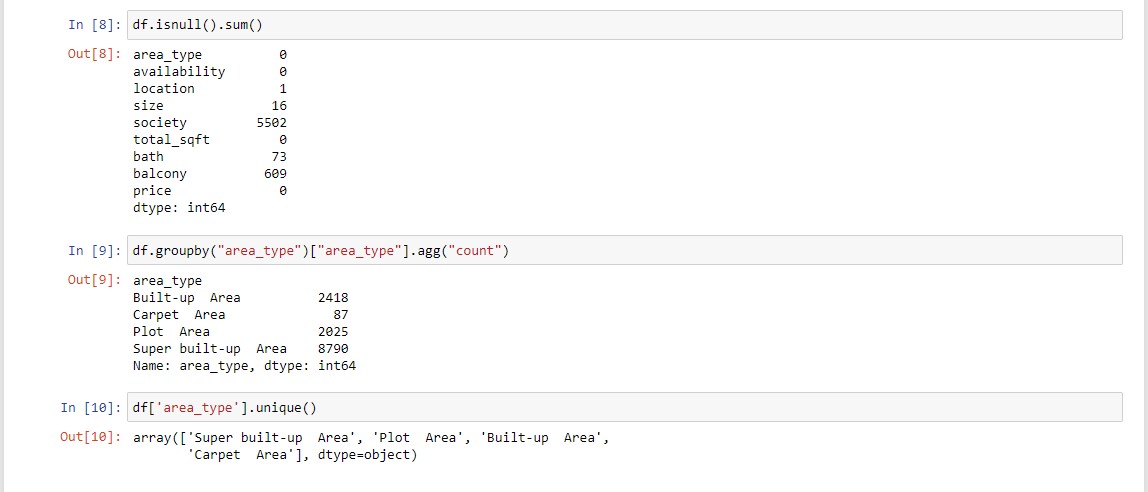 In [8]: df.isnull().sum()
Out[8]: area_type 0
availability 0
location 1
size 16
society 5502
total_sqft 0
bath 73
balcony 609
price 0
dtype: int64
In [9]: df.groupby("area_type")["area_type"].agg("count")
Out[9]: area_type
Built-up  Area 2418
Carpet  Area 87
Plot  Area 2025
Super built-up  Area 8790
Name: area_type, dtype: int64
In [10]: df['area_type'].unique()
Out[10]: array(['Super built-up  Area', 'Plot  Area', 'Built-up  Area',
'Carpet  Area'], dtype=object)